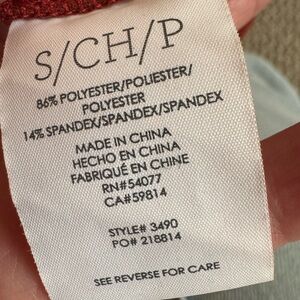 S/CH/P
86% POLYESTER/POLIESTER/
POLYESTER
14% SPANDEX/SPANDEX/SPANDEX
MADE IN CHINA
HECHO EN CHINA
FABRIQUÉ EN CHINE
RN#54077
CA#59814
STYLE# 3490
PO# 218814
SEE REVERSE FOR CARE